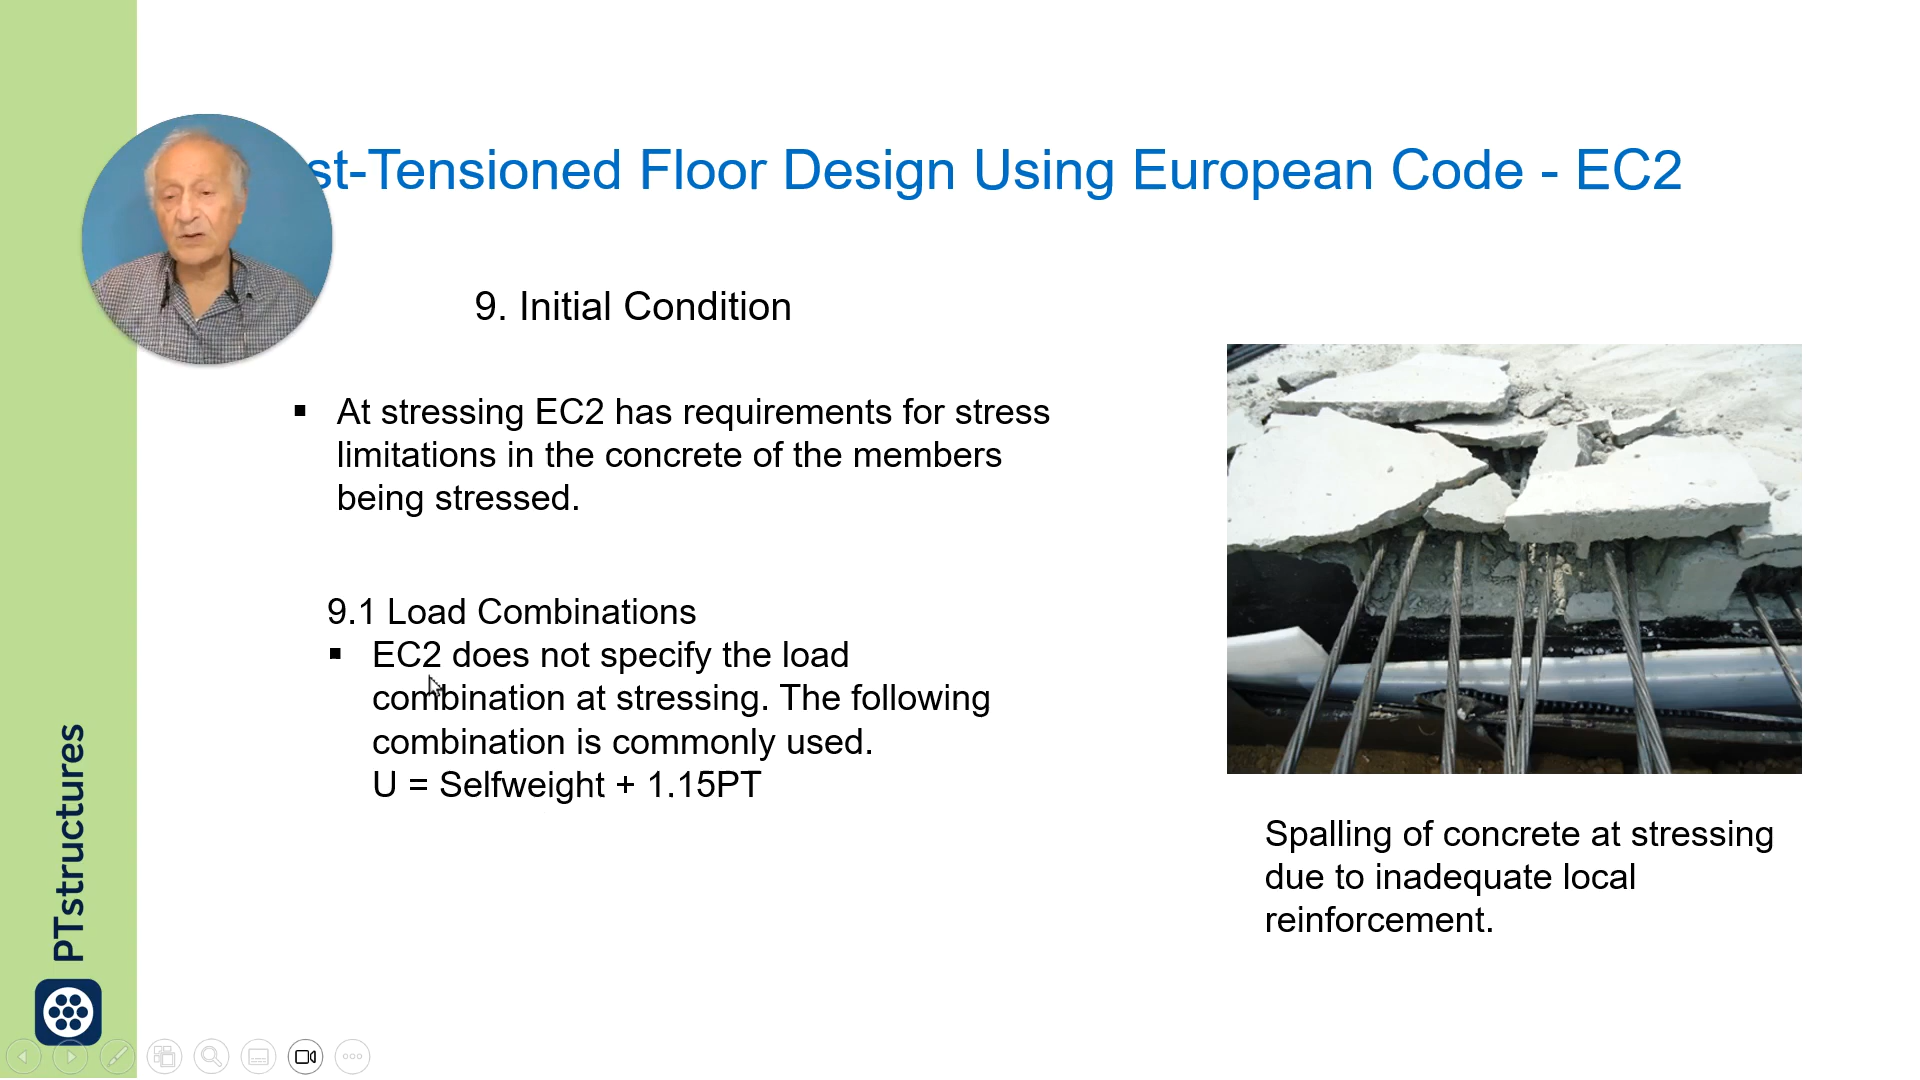 st-Tensioned Floor Design Using European Code - EC2
9. Initial Condition
▪ At stressing EC2 has requirements for stress
limitations in the concrete of the members
being stressed.
9.1 Load Combinations
▪ EC2 does not specify the load
combination at stressing. The following
combination is commonly used.
U = Selfweight + 1.15PT
Spalling of concrete at stressing
due to inadequate local
reinforcement.
PTstructures